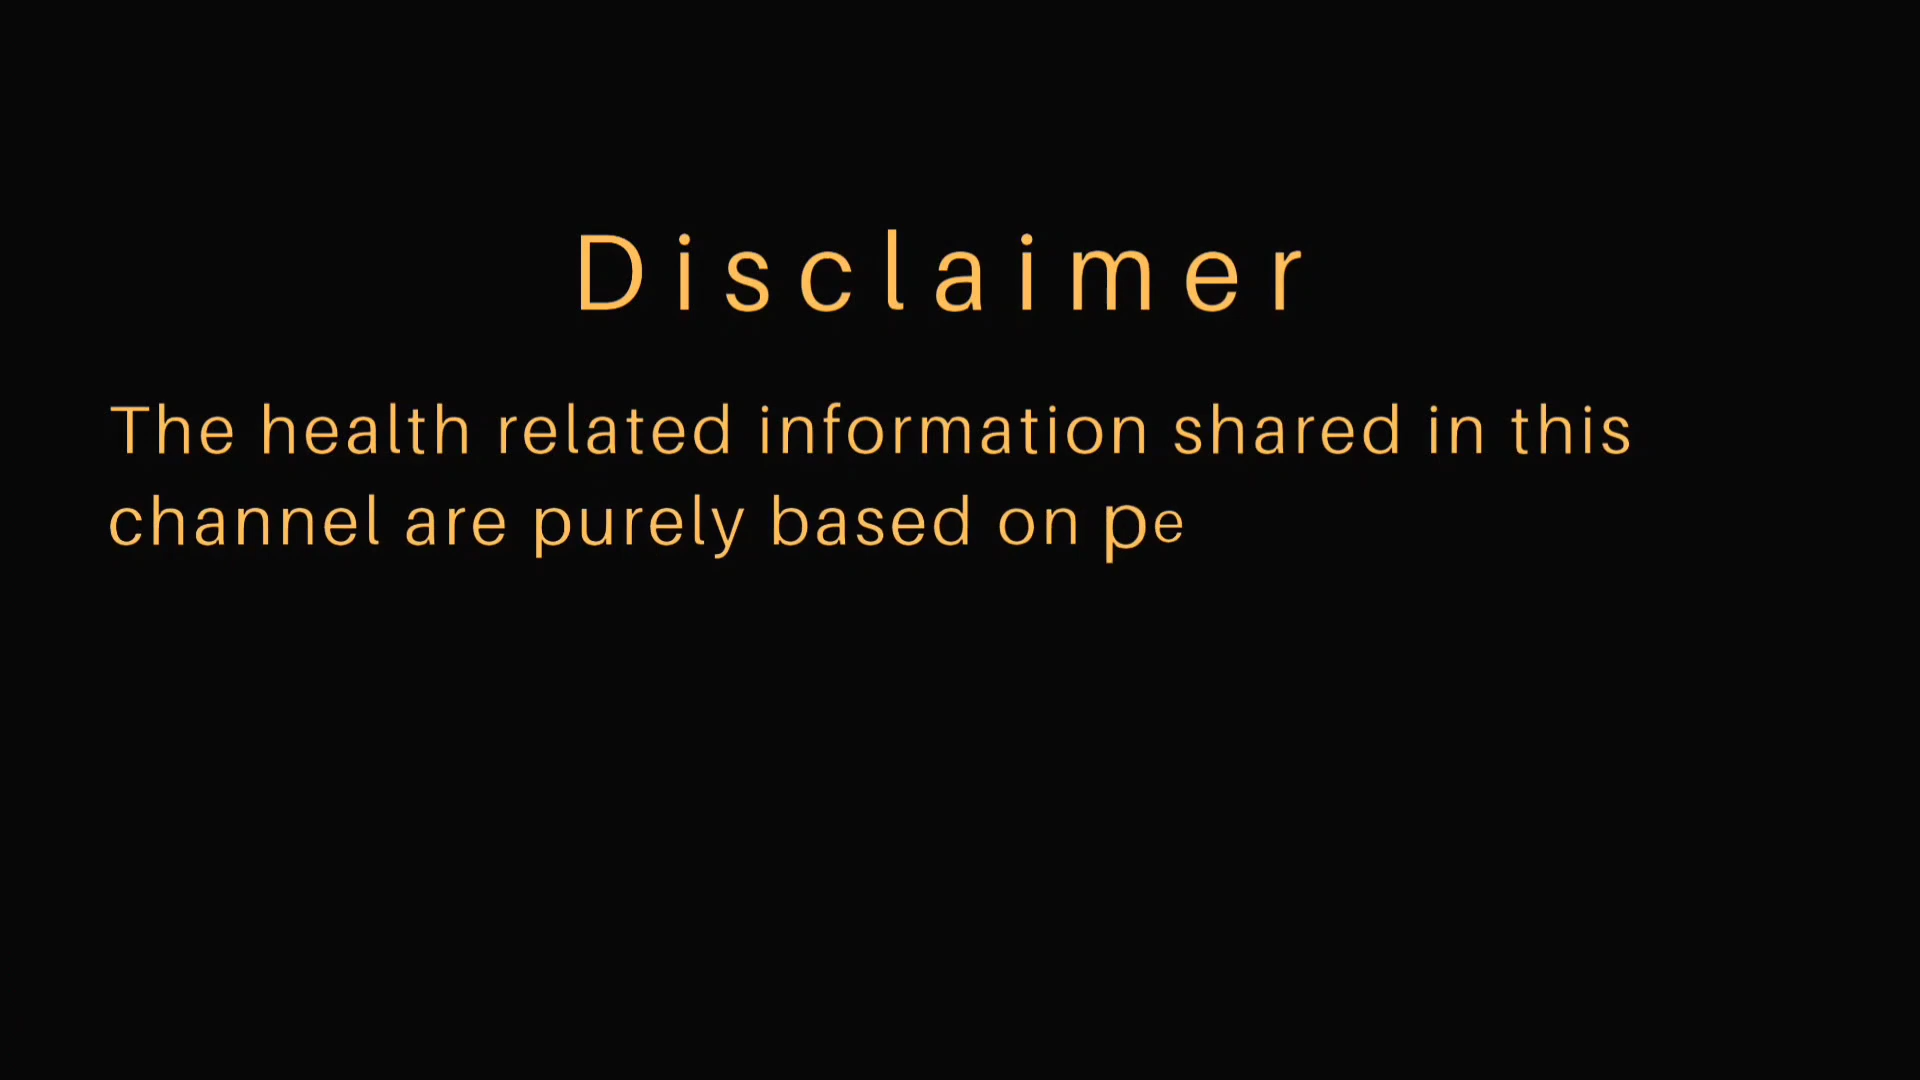 Disclaimer
The health related information shared in this
channel are purely based on pe